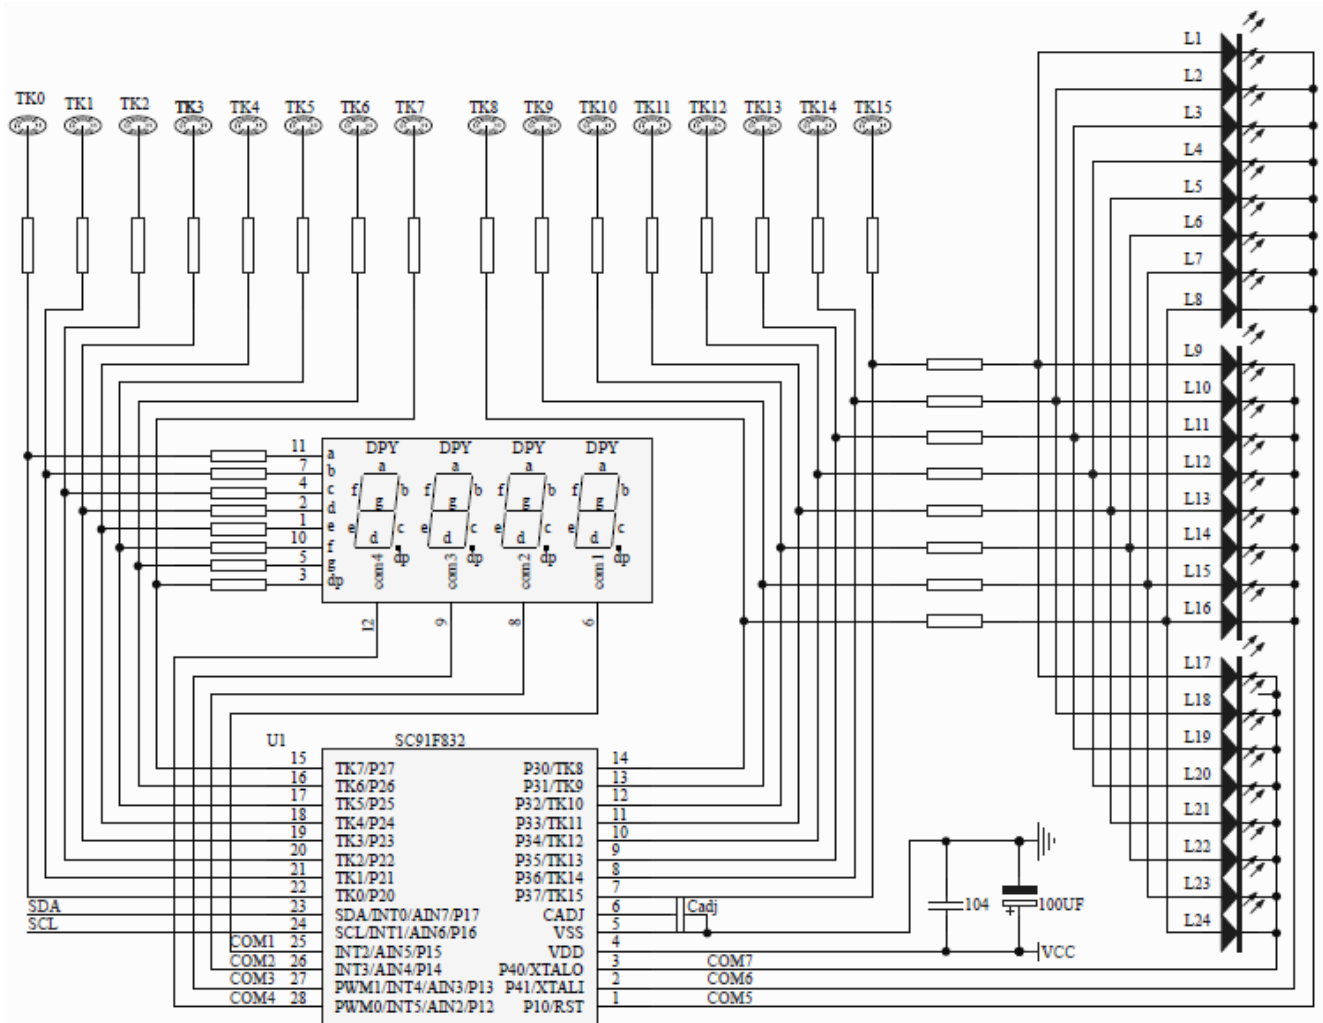 TK0 TK1 TK2 TK3 TK4 TK5 TK6 TK7 TK8 TK9 TK10 TK11 TK12 TK13 TK14 TK15
L1
L2
L3
L4
L5
L6
L7
L8
L9
L10
L11
L12
L13
L14
L15
L16
L17
L18
L19
L20
L21
L22
L23
L24
DPY DPY DPY DPY
11 a
7 b
4 c
2 d
1 e
10 f
5 g
3 dp
a a a a
f b f b f b f b
g g g g
e c e c e c e c
d d d d
dp dp dp dp
com4 com3 com2 com1
12 9 8 6
U1 SC91F832
15 TK7/P27 P30/TK8 14
16 TK6/P26 P31/TK9 13
17 TK5/P25 P32/TK10 12
18 TK4/P24 P33/TK11 11
19 TK3/P23 P34/TK12 10
20 TK2/P22 P35/TK13 9
21 TK1/P21 P36/TK14 8
22 TK0/P20 P37/TK15 7
SDA 23 SDA/INT0/AIN7/P17 CADJ 6 Cadj
SCL 24 SCL/INT1/AIN6/P16 VSS 5
COM1 25 INT2/AIN5/P15 VDD 4
COM2 26 INT3/AIN4/P14 P40/XTALO 3 COM7
COM3 27 PWM1/INT4/AIN3/P13 P41/XTALI 2 COM6
COM4 28 PWM0/INT5/AIN2/P12 P10/RST 1 COM5
104 + 100UF
VCC